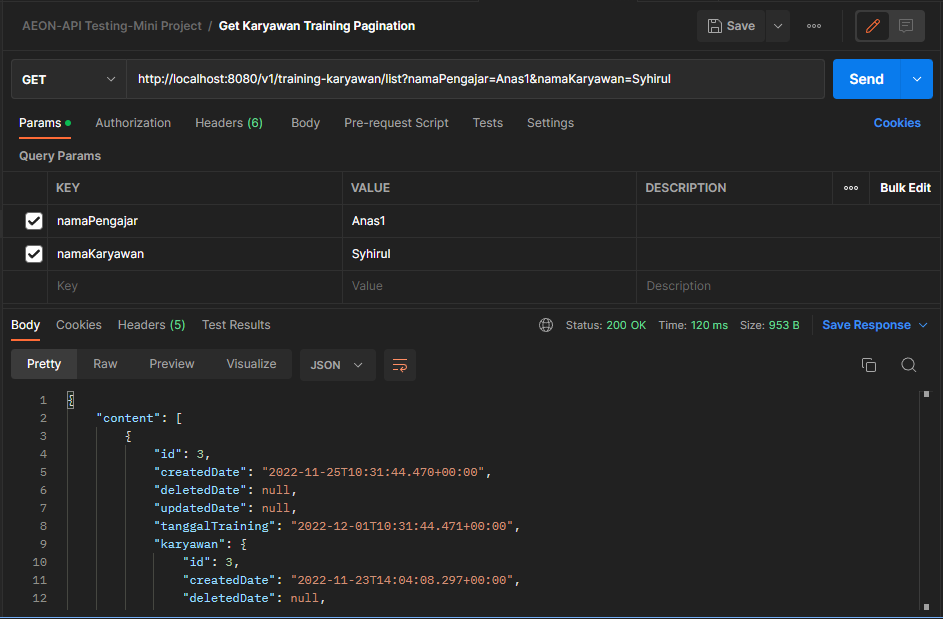 AEON-API Testing-Mini Project / Get Karyawan Training Pagination
Save
GET
http://localhost:8080/v1/training-karyawan/list?namaPengajar=Anas1&namaKaryawan=Syhirul
Send
Params Authorization Headers (6) Body Pre-request Script Tests Settings Cookies
Query Params
KEY VALUE DESCRIPTION Bulk Edit
namaPengajar Anas1
namaKaryawan Syhirul
Key Value Description
Body Cookies Headers (5) Test Results Status: 200 OK Time: 120 ms Size: 953 B Save Response
Pretty Raw Preview Visualize JSON
1 {
2 "content": [
3 {
4 "id": 3,
5 "createdDate": "2022-11-25T10:31:44.470+00:00",
6 "deletedDate": null,
7 "updatedDate": null,
8 "tanggalTraining": "2022-12-01T10:31:44.471+00:00",
9 "karyawan": {
10 "id": 3,
11 "createdDate": "2022-11-23T14:04:08.297+00:00",
12 "deletedDate": null,